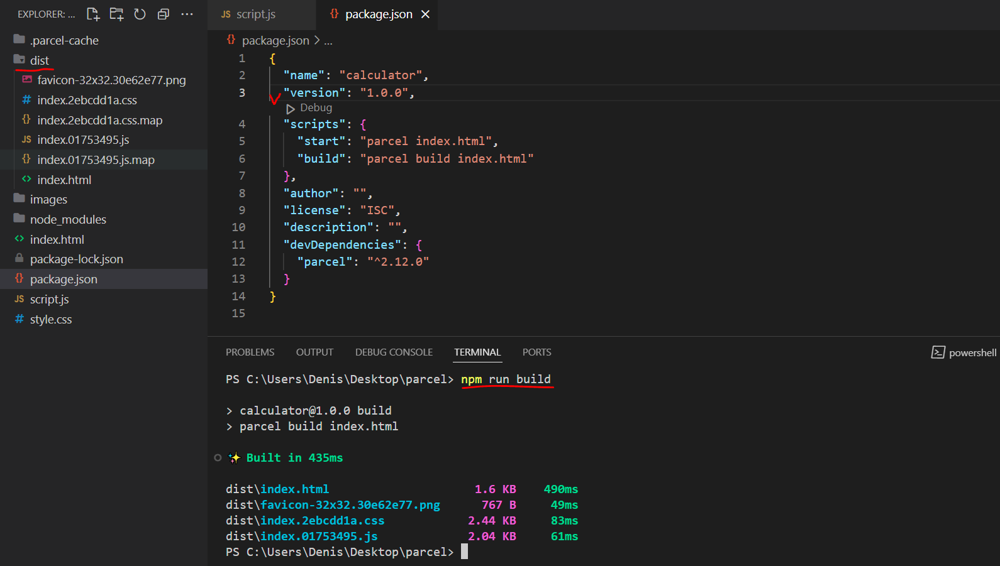 EXPLORER: ...
.parcel-cache
dist
favicon-32x32.30e62e77.png
# index.2ebcdd1a.css
{} index.2ebcdd1a.css.map
JS index.01753495.js
{} index.01753495.js.map
<> index.html
images
node_modules
<> index.html
package-lock.json
{} package.json
JS script.js
# style.css
JS script.js
{} package.json
{} package.json > ...
1 {
2 "name": "calculator",
3 "version": "1.0.0",
Debug
4 "scripts": {
5 "start": "parcel index.html",
6 "build": "parcel build index.html"
7 },
8 "author": "",
9 "license": "ISC",
10 "description": "",
11 "devDependencies": {
12 "parcel": "^2.12.0"
13 }
14 }
15
PROBLEMS OUTPUT DEBUG CONSOLE TERMINAL PORTS
powershell
PS C:\Users\Denis\Desktop\parcel> npm run build
> calculator@1.0.0 build
> parcel build index.html
✨ Built in 435ms
dist\index.html 1.6 KB 490ms
dist\favicon-32x32.30e62e77.png 767 B 49ms
dist\index.2ebcdd1a.css 2.44 KB 83ms
dist\index.01753495.js 2.04 KB 61ms
PS C:\Users\Denis\Desktop\parcel>